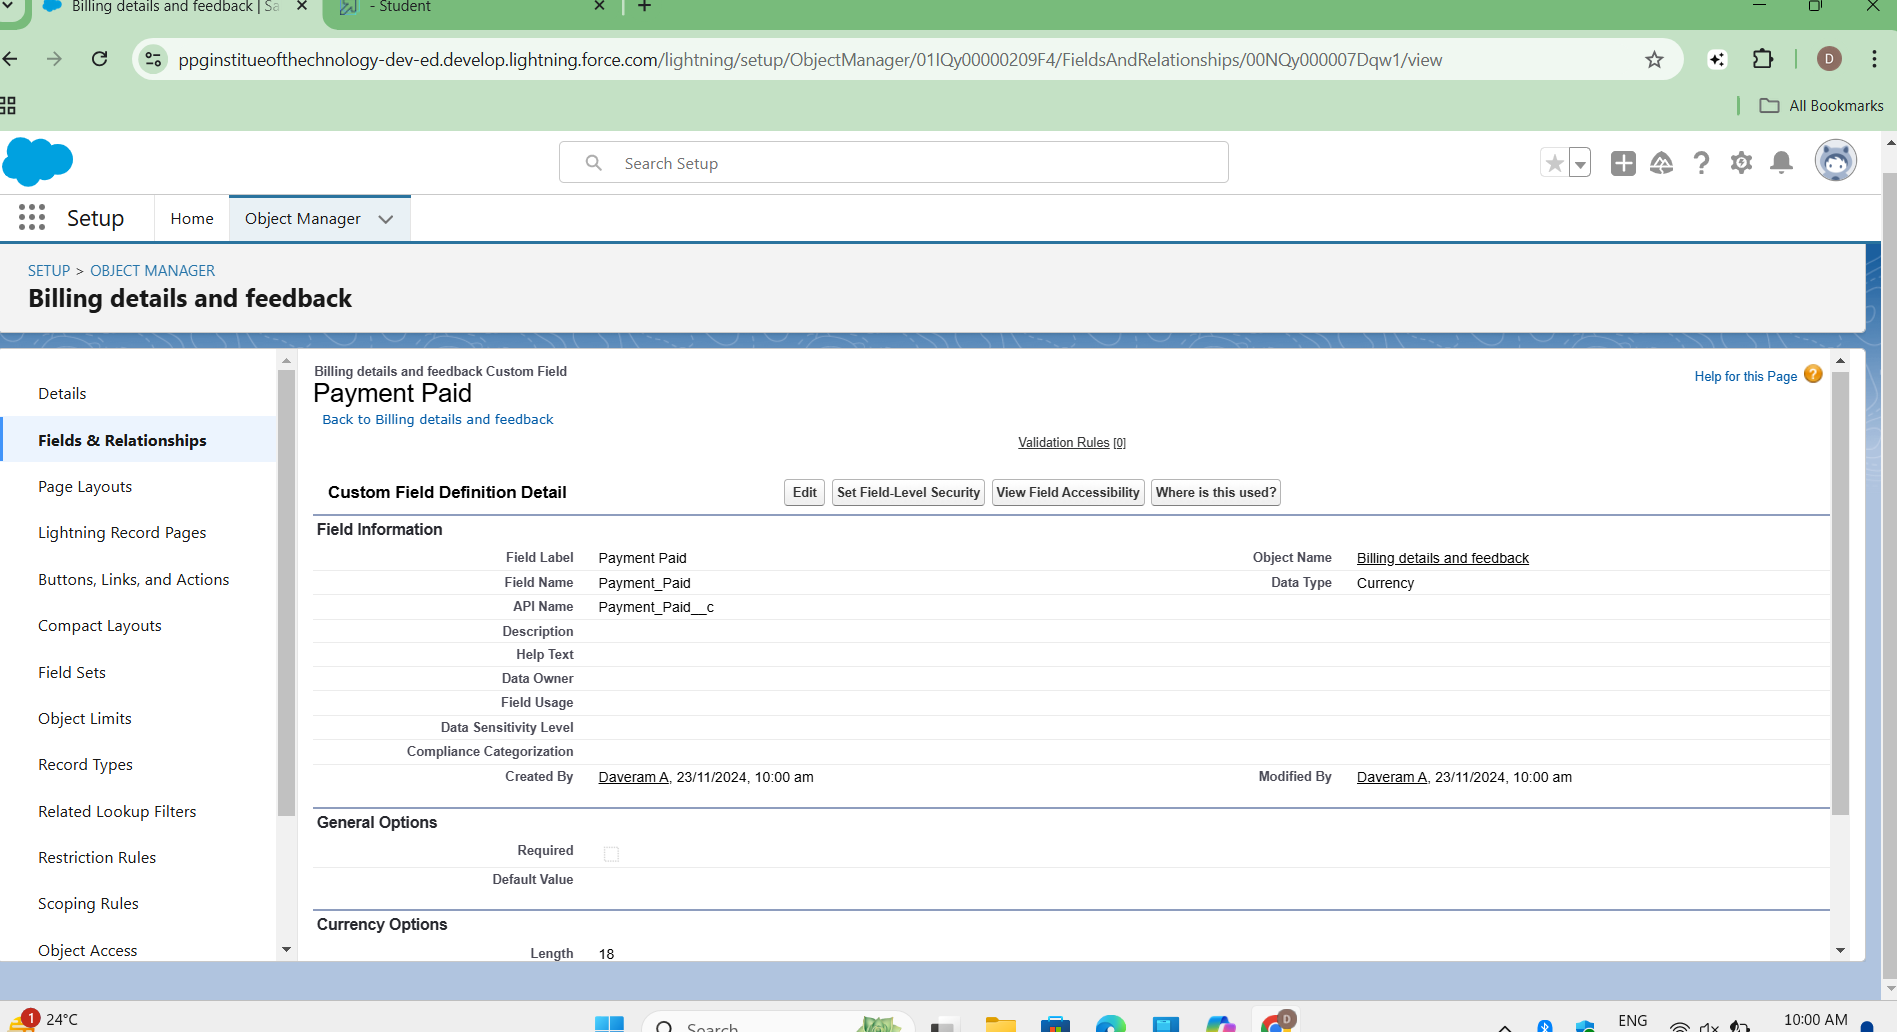 Billing details and feedback | Sa
- Student
ppginstitueofthechnology-dev-ed.develop.lightning.force.com/lightning/setup/ObjectManager/01IQy00000209F4/FieldsAndRelationships/00NQy000007Dqw1/view
D
All Bookmarks
Search Setup
Setup
Home
Object Manager
SETUP > OBJECT MANAGER
Billing details and feedback
Details
Fields & Relationships
Page Layouts
Lightning Record Pages
Buttons, Links, and Actions
Compact Layouts
Field Sets
Object Limits
Record Types
Related Lookup Filters
Restriction Rules
Scoping Rules
Object Access
Billing details and feedback Custom Field
Payment Paid
Back to Billing details and feedback
Help for this Page ?
Validation Rules [0]
Custom Field Definition Detail
Edit
Set Field-Level Security
View Field Accessibility
Where is this used?
Field Information
Field Label Payment Paid
Object Name Billing details and feedback
Field Name Payment_Paid
Data Type Currency
API Name Payment_Paid__c
Description
Help Text
Data Owner
Field Usage
Data Sensitivity Level
Compliance Categorization
Created By Daveram A, 23/11/2024, 10:00 am
Modified By Daveram A, 23/11/2024, 10:00 am
General Options
Required
Default Value
Currency Options
Length 18
1
24°C
Search
D
ENG
10:00 AM